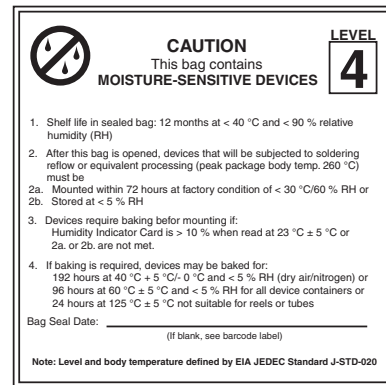 CAUTION
This bag contains
MOISTURE-SENSITIVE DEVICES
LEVEL
4
1. Shelf life in sealed bag: 12 months at < 40 °C and < 90 % relative
humidity (RH)
2. After this bag is opened, devices that will be subjected to soldering
reflow or equivalent processing (peak package body temp. 260 °C)
must be
2a. Mounted within 72 hours at factory condition of < 30 °C/60 % RH or
2b. Stored at < 5 % RH
3. Devices require baking befor mounting if:
Humidity Indicator Card is > 10 % when read at 23 °C ± 5 °C or
2a. or 2b. are not met.
4. If baking is required, devices may be baked for:
192 hours at 40 °C + 5 °C/- 0 °C and < 5 % RH (dry air/nitrogen) or
96 hours at 60 °C ± 5 °C and < 5 % RH for all device containers or
24 hours at 125 °C ± 5 °C not suitable for reels or tubes
Bag Seal Date:
(If blank, see barcode label)
Note: Level and body temperature defined by EIA JEDEC Standard J-STD-020